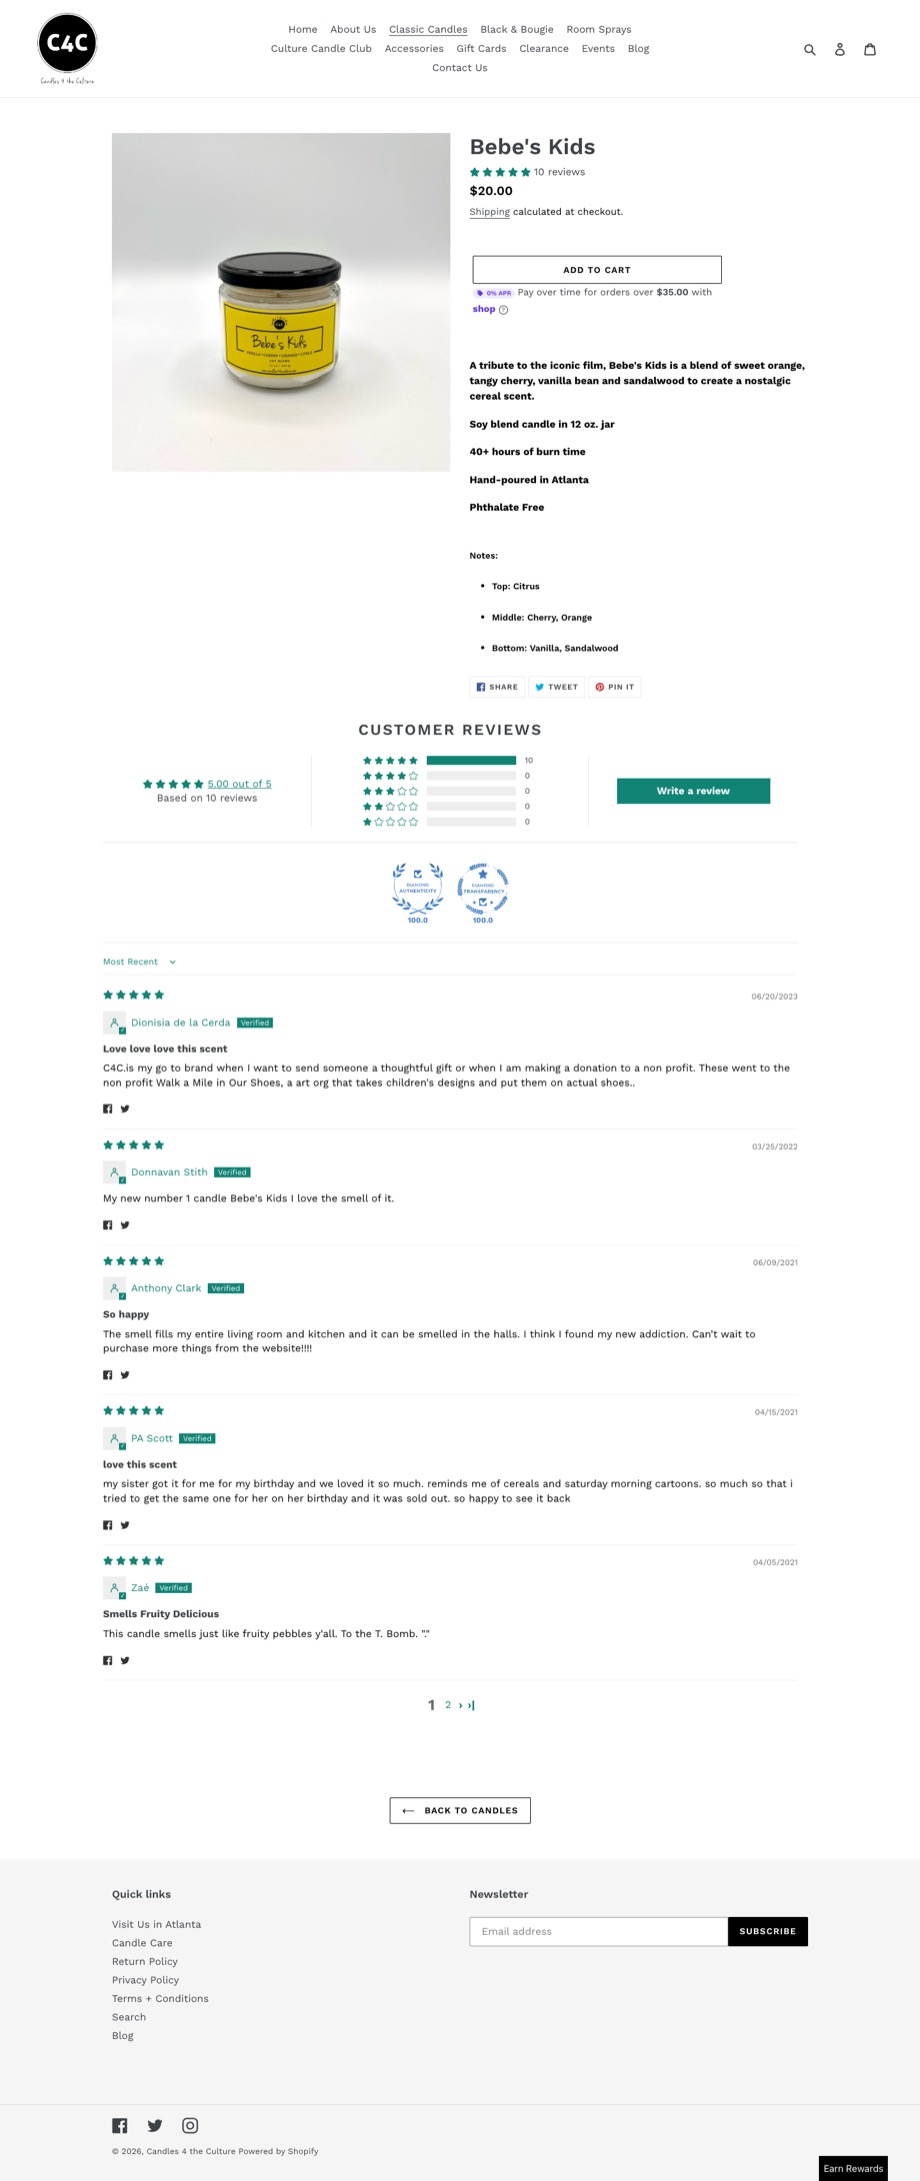 C4C
Candles 4 the Culture
Home About Us Classic Candles Black & Bougie Room Sprays
Culture Candle Club Accessories Gift Cards Clearance Events Blog
Contact Us
C4C
Bebe's Kids
VANILLA • CHERRY • ORANGE • CITRUS
SOY BLEND
Bebe's Kids
10 reviews
$20.00
Shipping calculated at checkout.
ADD TO CART
0% APR Pay over time for orders over $35.00 with
shop ?
A tribute to the iconic film, Bebe's Kids is a blend of sweet orange,
tangy cherry, vanilla bean and sandalwood to create a nostalgic
cereal scent.
Soy blend candle in 12 oz. jar
40+ hours of burn time
Hand-poured in Atlanta
Phthalate Free
Notes:
• Top: Citrus
• Middle: Cherry, Orange
• Bottom: Vanilla, Sandalwood
SHARE TWEET PIN IT
CUSTOMER REVIEWS
5.00 out of 5
Based on 10 reviews
10
0
0
0
0
Write a review
DIAMOND
AUTHENTICITY
100.0
DIAMOND
TRANSPARENCY
100.0
Most Recent
06/20/2023
Dionisia de la Cerda Verified
Love love love this scent
C4C.is my go to brand when I want to send someone a thoughtful gift or when I am making a donation to a non profit. These went to the
non profit Walk a Mile in Our Shoes, a art org that takes children's designs and put them on actual shoes..
03/25/2022
Donnavan Stith Verified
My new number 1 candle Bebe's Kids I love the smell of it.
06/09/2021
Anthony Clark Verified
So happy
The smell fills my entire living room and kitchen and it can be smelled in the halls. I think I found my new addiction. Can't wait to
purchase more things from the website!!!!
04/15/2021
PA Scott Verified
love this scent
my sister got it for me for my birthday and we loved it so much. reminds me of cereals and saturday morning cartoons. so much so that i
tried to get the same one for her on her birthday and it was sold out. so happy to see it back
04/05/2021
Zaé Verified
Smells Fruity Delicious
This candle smells just like fruity pebbles y'all. To the T. Bomb. "."
1 2
BACK TO CANDLES
Quick links
Visit Us in Atlanta
Candle Care
Return Policy
Privacy Policy
Terms + Conditions
Search
Blog
Newsletter
Email address
SUBSCRIBE
© 2026, Candles 4 the Culture Powered by Shopify
Earn Rewards